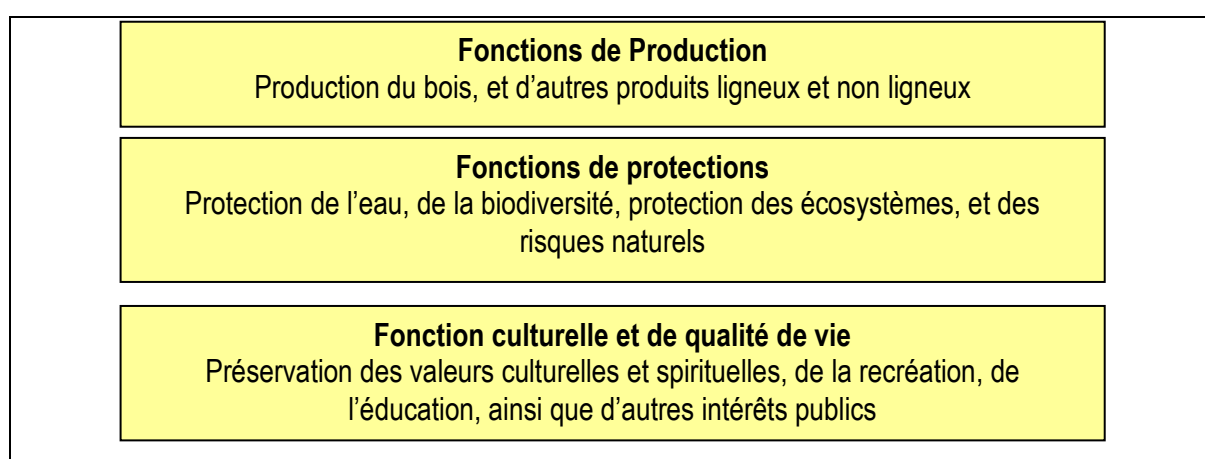 Fonctions de Production
Production du bois, et d'autres produits ligneux et non ligneux
Fonctions de protections
Protection de l'eau, de la biodiversité, protection des écosystèmes, et des
risques naturels
Fonction culturelle et de qualité de vie
Préservation des valeurs culturelles et spirituelles, de la recréation, de
l'éducation, ainsi que d'autres intérêts publics